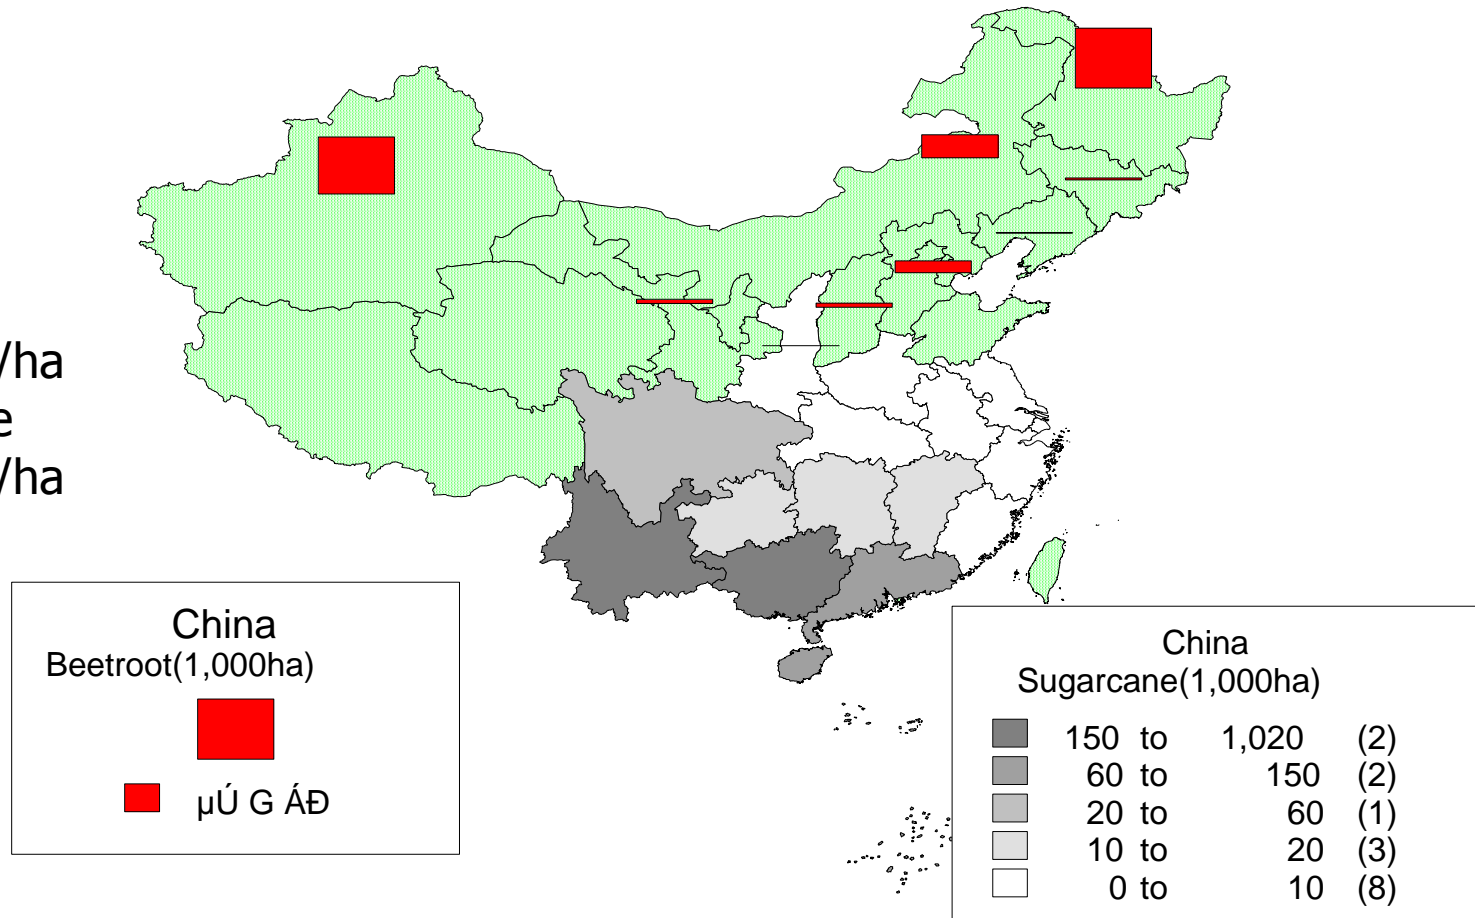 /ha
e
/ha
China
Beetroot(1,000ha)
µÚ G ÁÐ
China
Sugarcane(1,000ha)
150 to 1,020 (2)
60 to 150 (2)
20 to 60 (1)
10 to 20 (3)
0 to 10 (8)